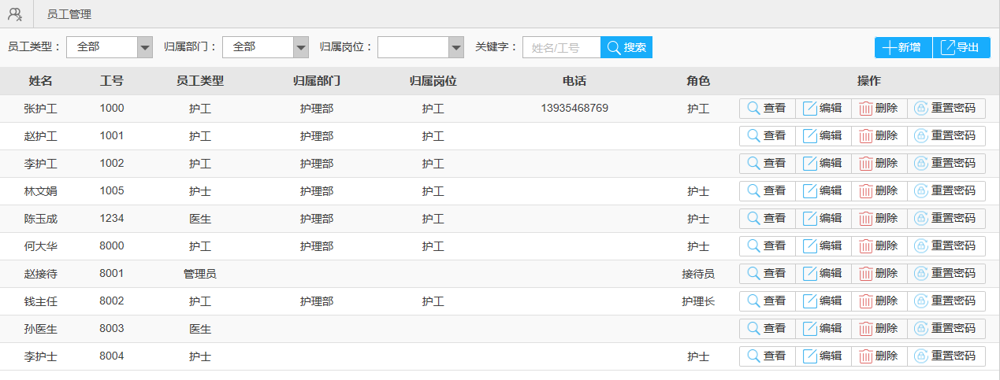 员工管理
员工类型： 全部 归属部门： 全部 归属岗位： 关键字： 姓名/工号 搜索 新增 导出
姓名 工号 员工类型 归属部门 归属岗位 电话 角色 操作
张护工 1000 护工 护理部 护工 13935468769 护工 查看 编辑 删除 重置密码
赵护工 1001 护工 护理部 护工 查看 编辑 删除 重置密码
李护工 1002 护工 护理部 护工 查看 编辑 删除 重置密码
林文娟 1005 护士 护理部 护工 护士 查看 编辑 删除 重置密码
陈玉成 1234 医生 护理部 护工 护士 查看 编辑 删除 重置密码
何大华 8000 护工 护理部 护工 护士 查看 编辑 删除 重置密码
赵接待 8001 管理员 接待员 查看 编辑 删除 重置密码
钱主任 8002 护工 护理部 护工 护理长 查看 编辑 删除 重置密码
孙医生 8003 医生 查看 编辑 删除 重置密码
李护士 8004 护士 护士 查看 编辑 删除 重置密码